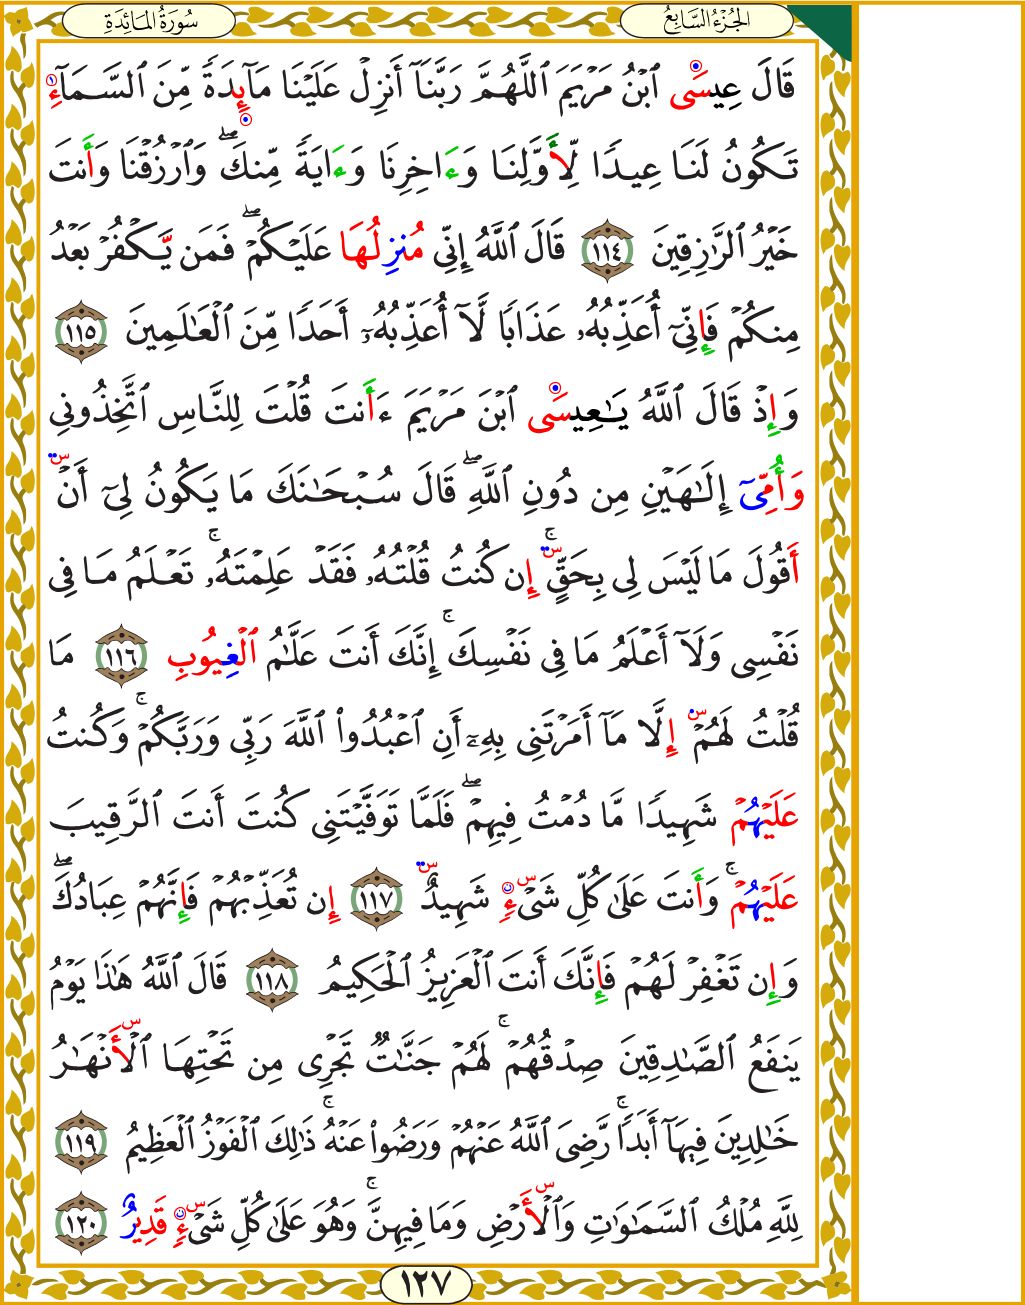 الجُزْءُ السَّابِعُ
سُورَةُ المَائِدَةِ
قَالَ عِيسَى ٱبْنُ مَرْيَمَ ٱللَّهُمَّ رَبَّنَآ أَنزِلْ عَلَيْنَا مَآئِدَةً مِّنَ ٱلسَّمَآءِ
تَكُونُ لَنَا عِيدًا لِّأَوَّلِنَا وَءَاخِرِنَا وَءَايَةً مِّنكَ ۖ وَٱرْزُقْنَا وَأَنتَ
خَيْرُ ٱلرَّٰزِقِينَ ١١٤ قَالَ ٱللَّهُ إِنِّى مُنزِلُهَا عَلَيْكُمْ ۖ فَمَن يَكْفُرْ بَعْدُ
مِنكُمْ فَإِنِّىٓ أُعَذِّبُهُۥ عَذَابًا لَّآ أُعَذِّبُهُۥٓ أَحَدًا مِّنَ ٱلْعَٰلَمِينَ ١١٥
وَإِذْ قَالَ ٱللَّهُ يَٰعِيسَى ٱبْنَ مَرْيَمَ ءَأَنتَ قُلْتَ لِلنَّاسِ ٱتَّخِذُونِى
وَأُمِّىَ إِلَٰهَيْنِ مِن دُونِ ٱللَّهِ ۖ قَالَ سُبْحَٰنَكَ مَا يَكُونُ لِىٓ أَنْ
أَقُولَ مَا لَيْسَ لِى بِحَقٍّ ۚ إِن كُنتُ قُلْتُهُۥ فَقَدْ عَلِمْتَهُۥ ۚ تَعْلَمُ مَا فِى
نَفْسِى وَلَآ أَعْلَمُ مَا فِى نَفْسِكَ ۚ إِنَّكَ أَنتَ عَلَّٰمُ ٱلْغِيُوبِ ١١٦ مَا
قُلْتُ لَهُمْ إِلَّا مَآ أَمَرْتَنِى بِهِۦٓ أَنِ ٱعْبُدُوا۟ ٱللَّهَ رَبِّى وَرَبَّكُمْ ۚ وَكُنتُ
عَلَيْهُمْ شَهِيدًا مَّا دُمْتُ فِيهِمْ ۖ فَلَمَّا تَوَفَّيْتَنِى كُنتَ أَنتَ ٱلرَّقِيبَ
عَلَيْهُمْ ۚ وَأَنتَ عَلَىٰ كُلِّ شَىْءٍ شَهِيدٌ ١١٧ إِن تُعَذِّبْهُمْ فَإِنَّهُمْ عِبَادُكَ ۖ
وَإِن تَغْفِرْ لَهُمْ فَإِنَّكَ أَنتَ ٱلْعَزِيزُ ٱلْحَكِيمُ ١١٨ قَالَ ٱللَّهُ هَٰذَا يَوْمُ
يَنفَعُ ٱلصَّٰدِقِينَ صِدْقُهُمْ ۚ لَهُمْ جَنَّٰتٌ تَجْرِى مِن تَحْتِهَا ٱلْأَنْهَٰرُ
خَٰلِدِينَ فِيهَآ أَبَدًا ۚ رَّضِىَ ٱللَّهُ عَنْهُمْ وَرَضُوا۟ عَنْهُ ۚ ذَٰلِكَ ٱلْفَوْزُ ٱلْعَظِيمُ ١١٩
لِلَّهِ مُلْكُ ٱلسَّمَٰوَٰتِ وَٱلْأَرْضِ وَمَا فِيهِنَّ ۚ وَهُوَ عَلَىٰ كُلِّ شَىْءٍ قَدِيرٌ ١٢٠
١٢٧